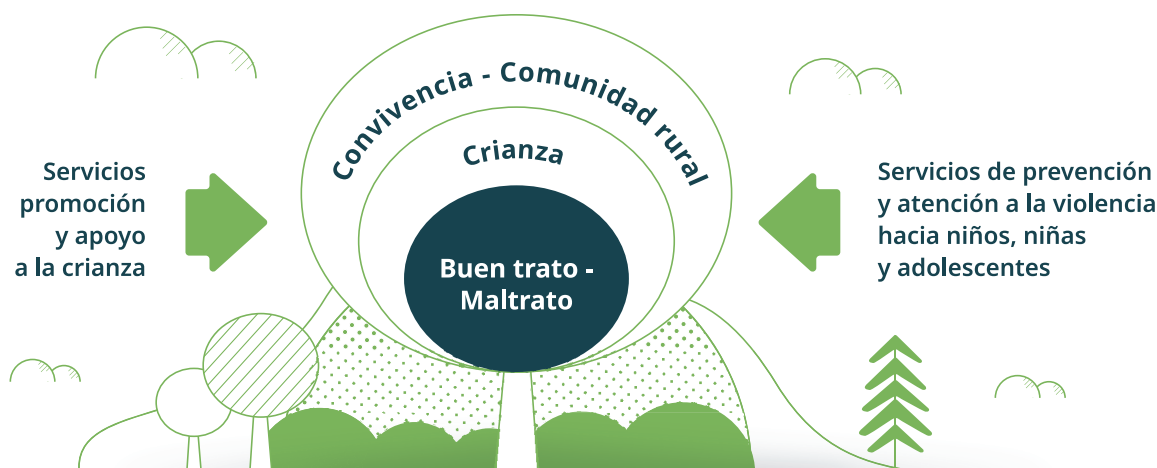 Convivencia - Comunidad rural
Crianza
Buen trato -
Maltrato
Servicios
promoción
y apoyo
a la crianza
Servicios de prevención
y atención a la violencia
hacia niños, niñas
y adolescentes